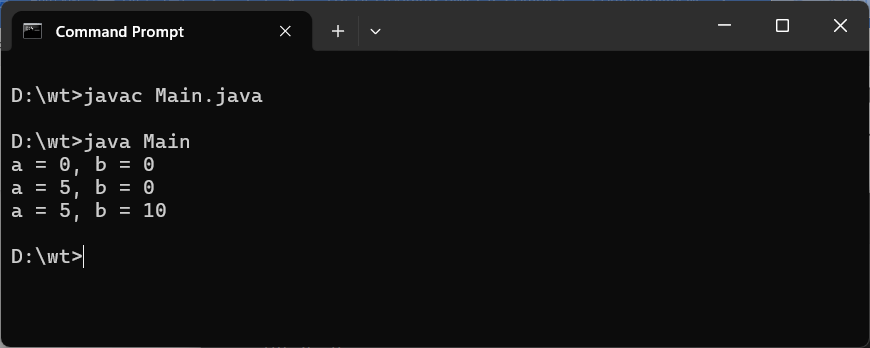 Command Prompt
D:\wt>javac Main.java
D:\wt>java Main
a = 0, b = 0
a = 5, b = 0
a = 5, b = 10
D:\wt>